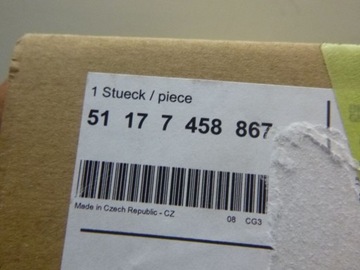 1 Stueck / piece
51 17 7 458 867
Made in Czech Republic - CZ 08 CG3